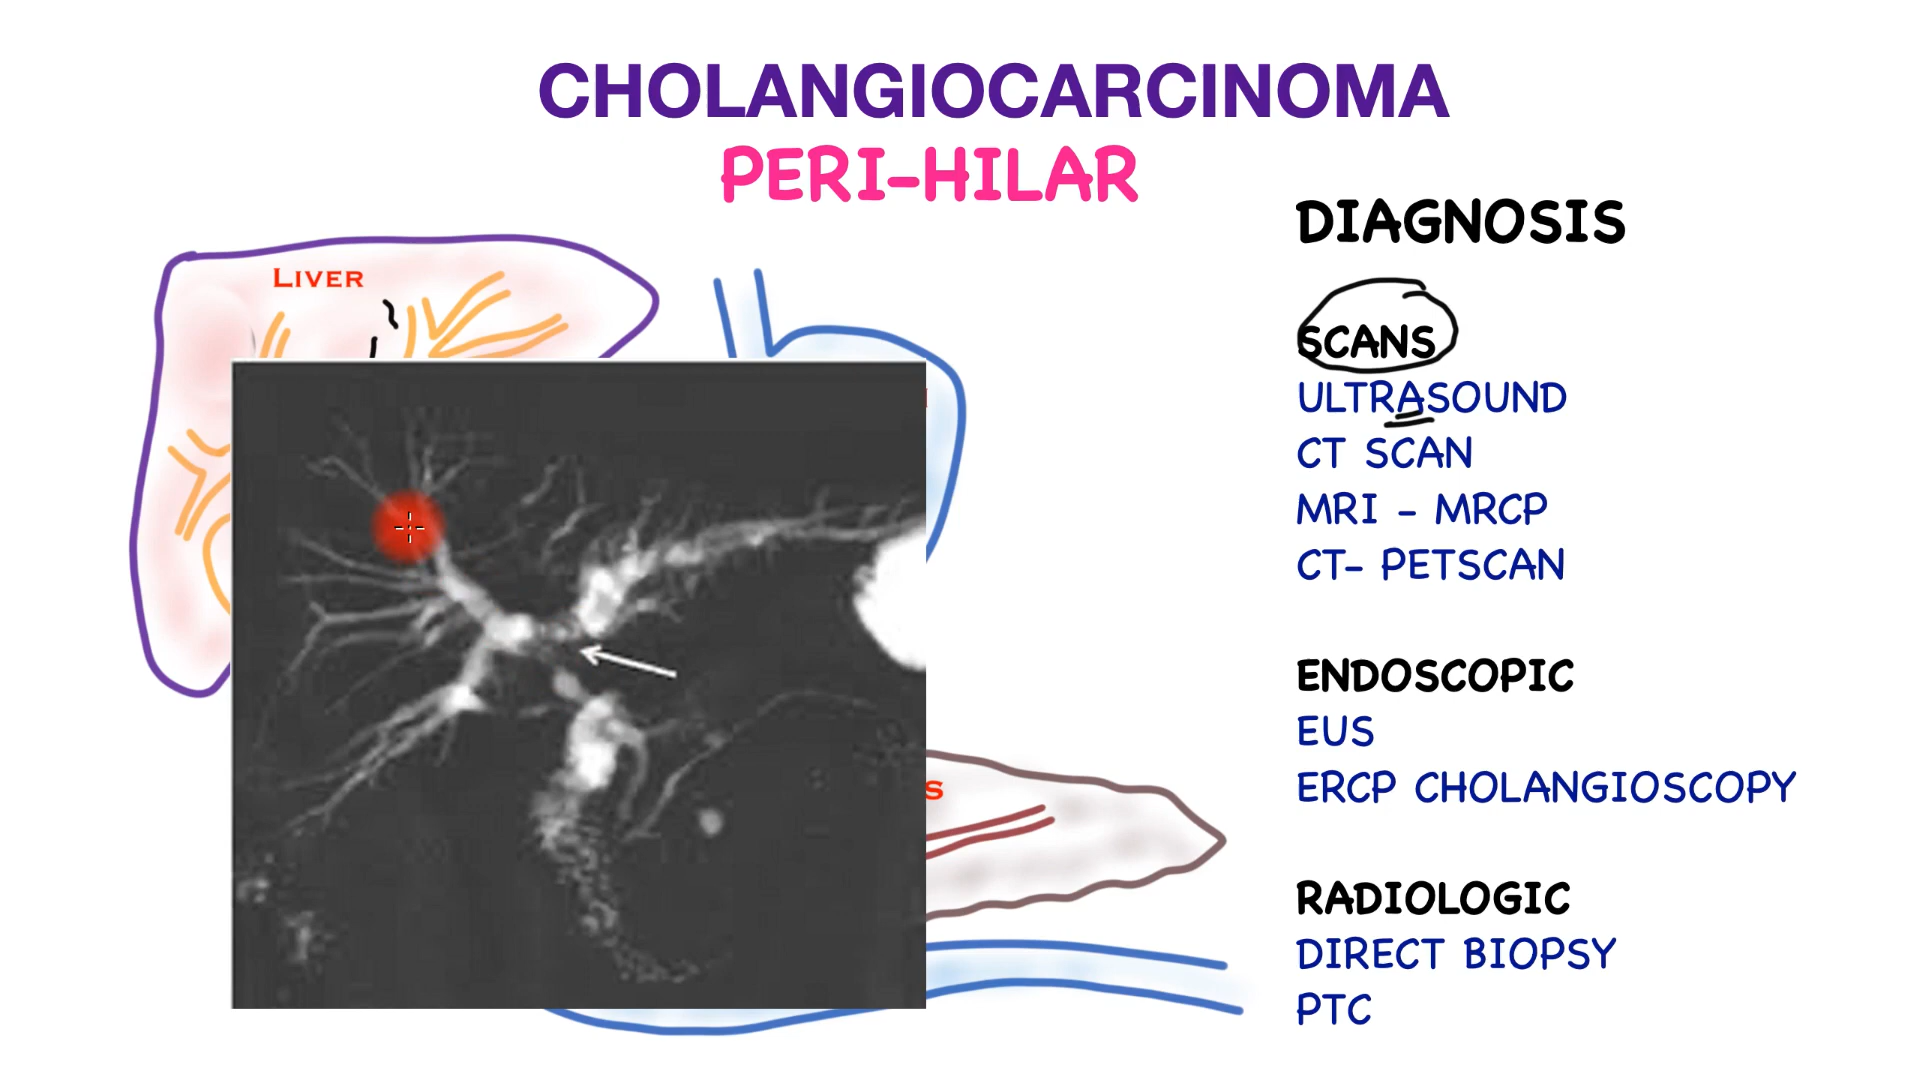 CHOLANGIOCARCINOMA
PERI-HILAR
LIVER
S
DIAGNOSIS
SCANS
ULTRASOUND
CT SCAN
MRI - MRCP
CT- PETSCAN
ENDOSCOPIC
EUS
ERCP CHOLANGIOSCOPY
RADIOLOGIC
DIRECT BIOPSY
PTC